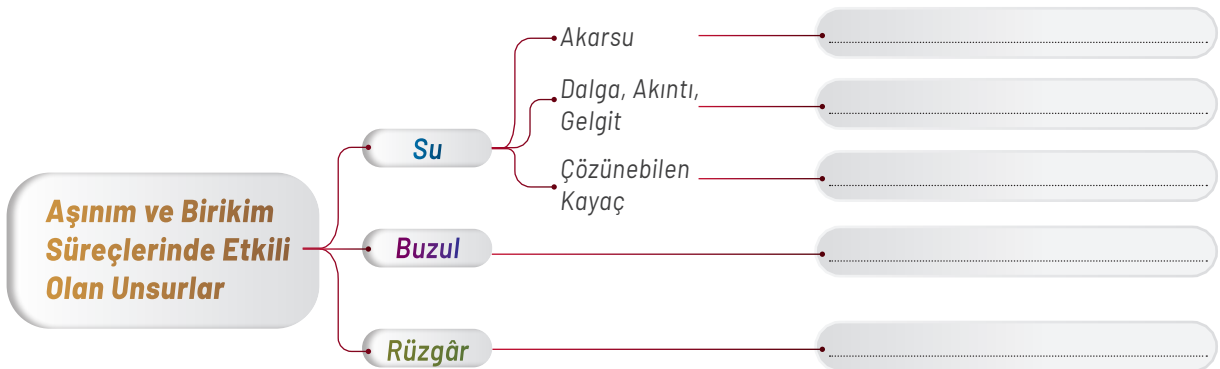 Aşınım ve Birikim
Süreçlerinde Etkili
Olan Unsurlar
Su
Akarsu
Dalga, Akıntı,
Gelgit
Çözünebilen
Kayaç
Buzul
Rüzgâr